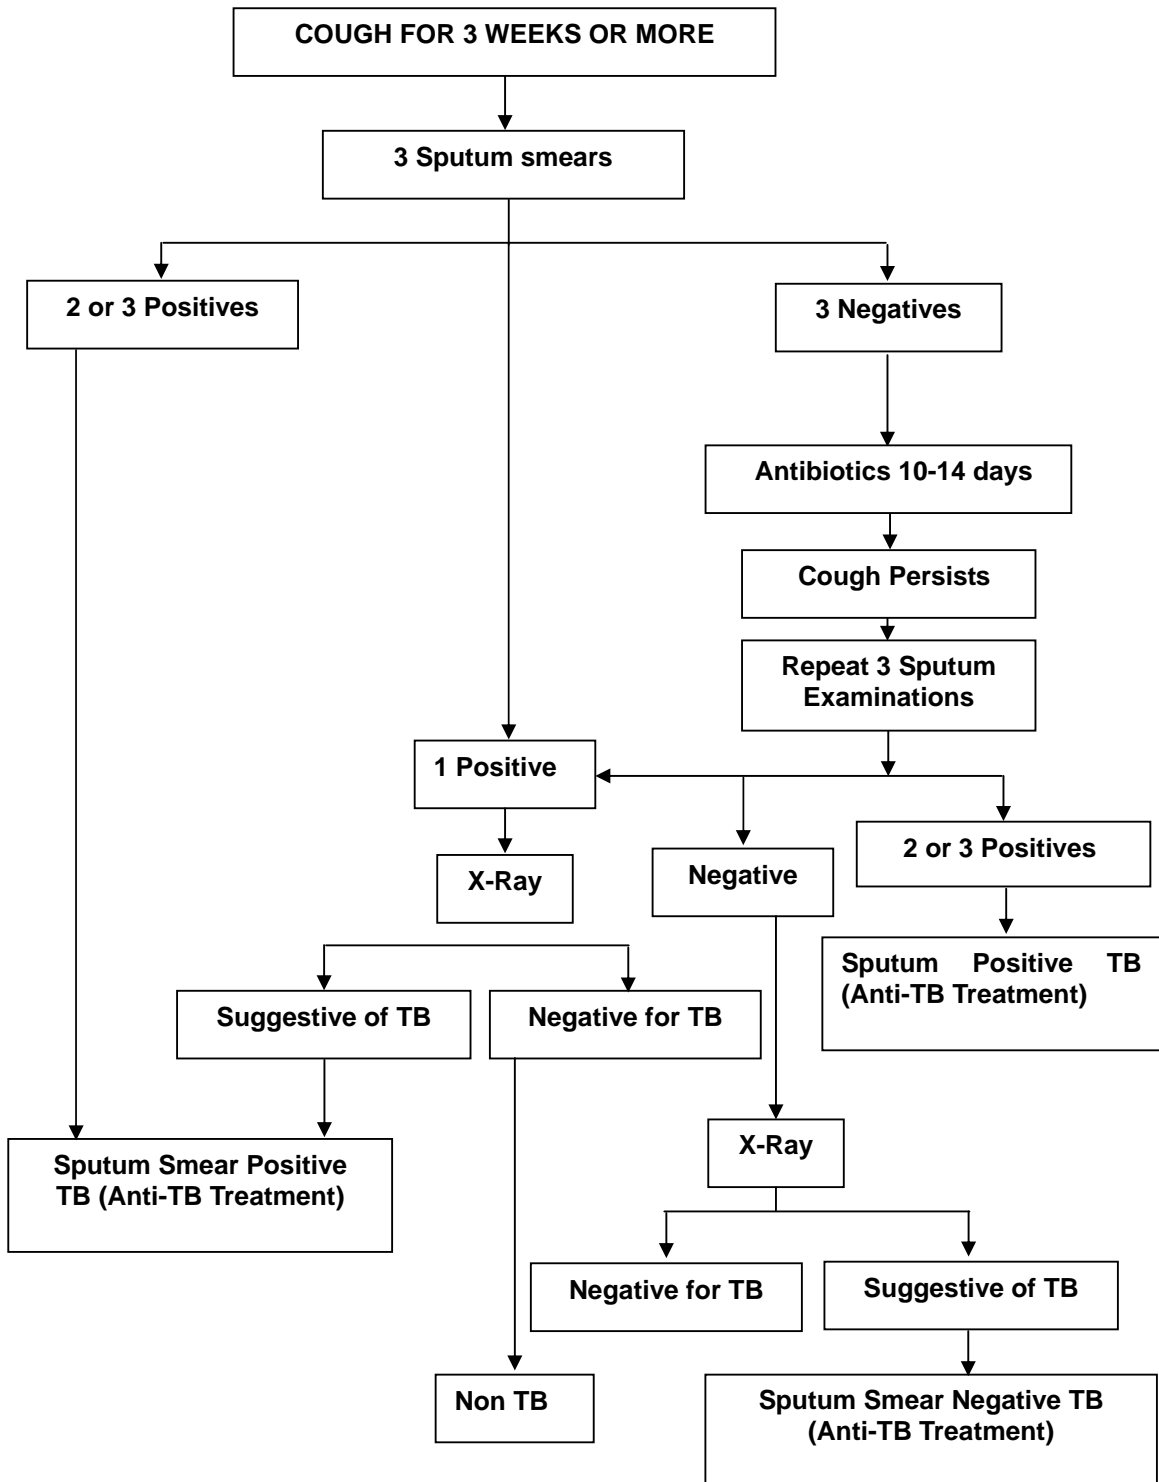 COUGH FOR 3 WEEKS OR MORE
3 Sputum smears
2 or 3 Positives
3 Negatives
Antibiotics 10-14 days
Cough Persists
Repeat 3 Sputum
Examinations
1 Positive
2 or 3 Positives
X-Ray
Negative
Sputum Positive TB
(Anti-TB Treatment)
Suggestive of TB
Negative for TB
X-Ray
Sputum Smear Positive
TB (Anti-TB Treatment)
Negative for TB
Suggestive of TB
Non TB
Sputum Smear Negative TB
(Anti-TB Treatment)